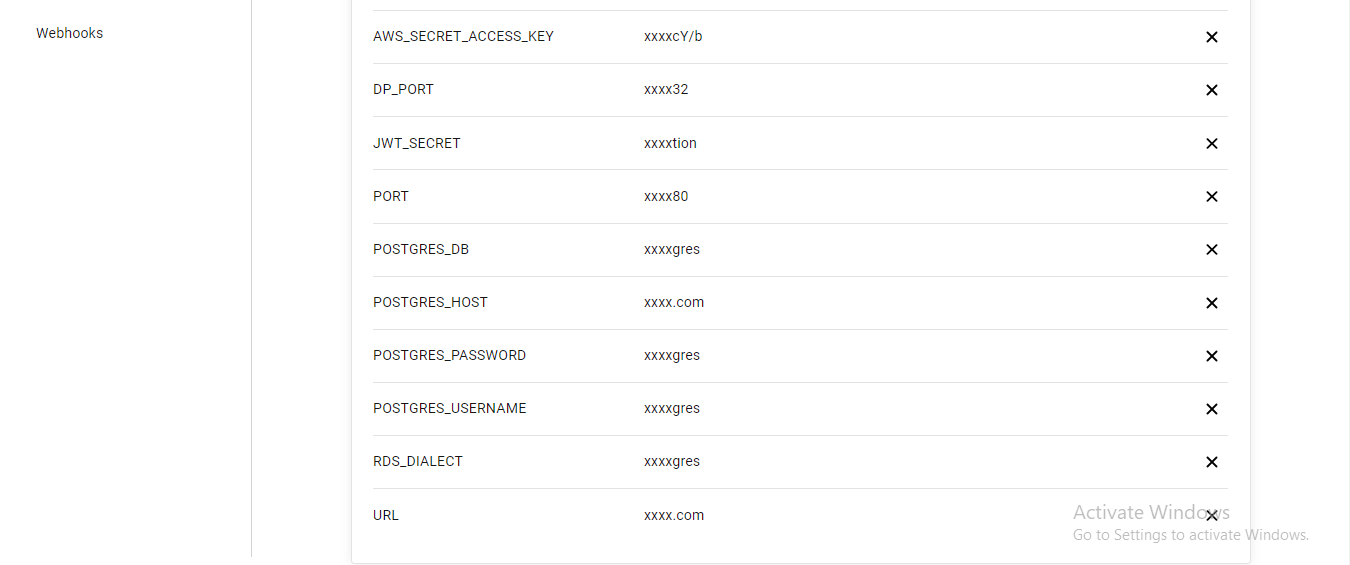 Webhooks
AWS_SECRET_ACCESS_KEY xxxxcY/b
DP_PORT xxxx32
JWT_SECRET xxxxtion
PORT xxxx80
POSTGRES_DB xxxxgres
POSTGRES_HOST xxxx.com
POSTGRES_PASSWORD xxxxgres
POSTGRES_USERNAME xxxxgres
RDS_DIALECT xxxxgres
URL xxxx.com
Activate Windows
Go to Settings to activate Windows.